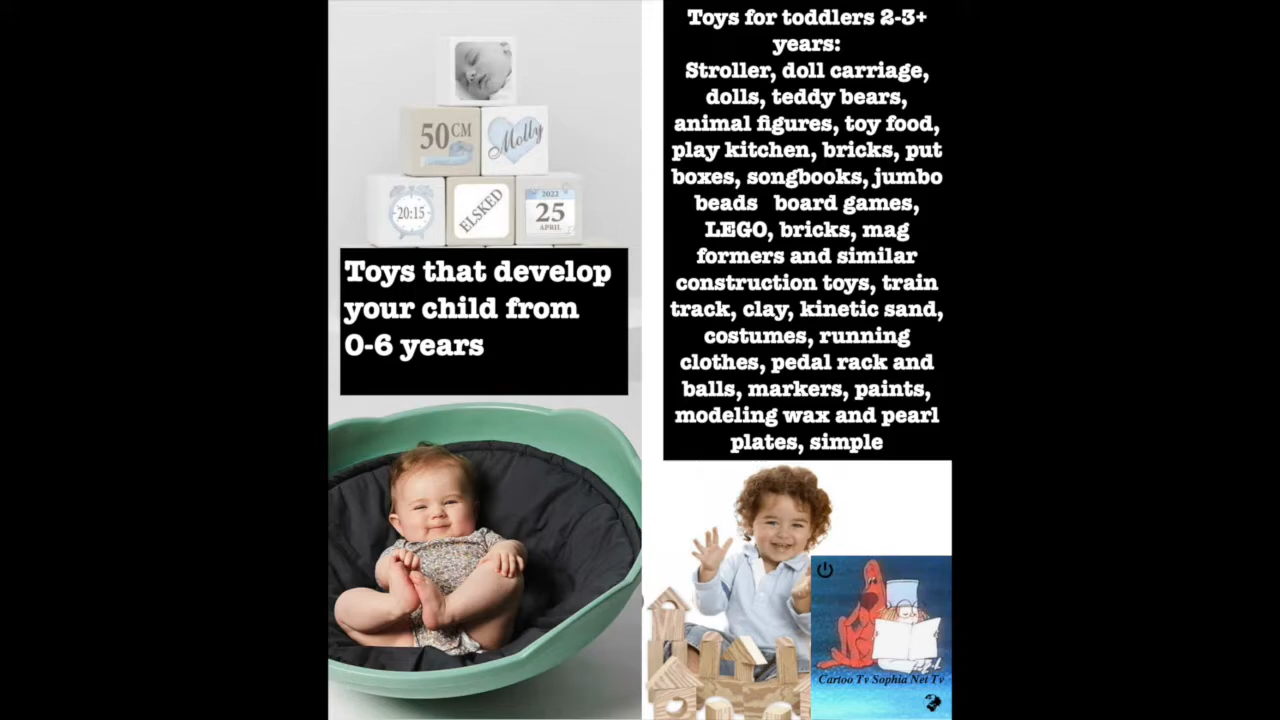 50CM
Molly
20:15
ELSKED
2022
25
APRIL
Toys that develop
your child from
0-6 years
Toys for toddlers 2-3+
years:
Stroller, doll carriage,
dolls, teddy bears,
animal figures, toy food,
play kitchen, bricks, put
boxes, songbooks, jumbo
beads board games,
LEGO, bricks, mag
formers and similar
construction toys, train
track, clay, kinetic sand,
costumes, running
clothes, pedal rack and
balls, markers, paints,
modeling wax and pearl
plates, simple
Cartoo Tv Sophia Net Tv